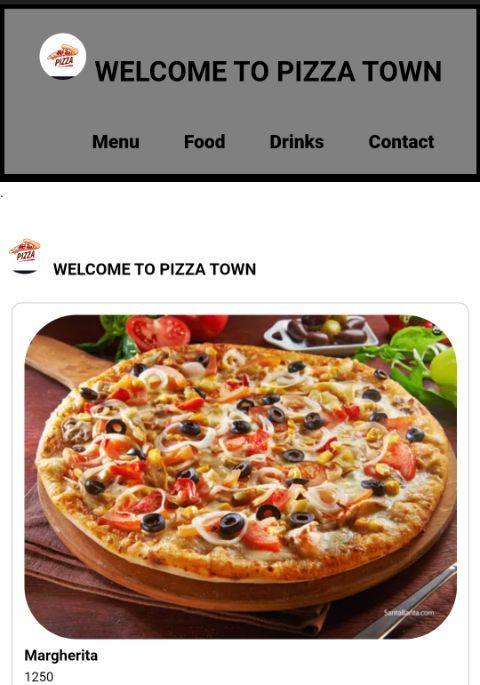 PIZZA
WELCOME TO PIZZA TOWN
Menu Food Drinks Contact
.
PIZZA
WELCOME TO PIZZA TOWN
Santallanta.com
Margherita
1250